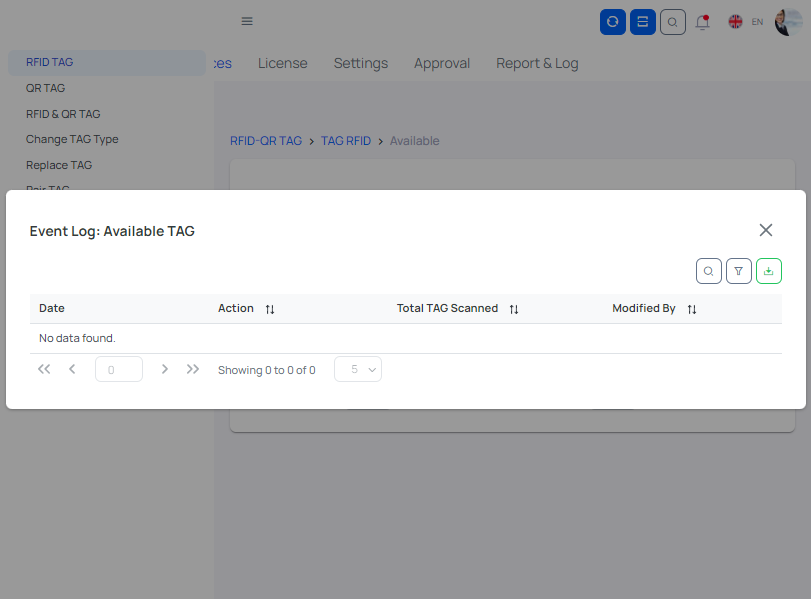 EN
RFID TAG
ces License Settings Approval Report & Log
QR TAG
RFID & QR TAG
Change TAG Type
Replace TAG
Pair TAG
RFID-QR TAG > TAG RFID > Available
Event Log: Available TAG
Date Action Total TAG Scanned Modified By
No data found.
0 Showing 0 to 0 of 0 5